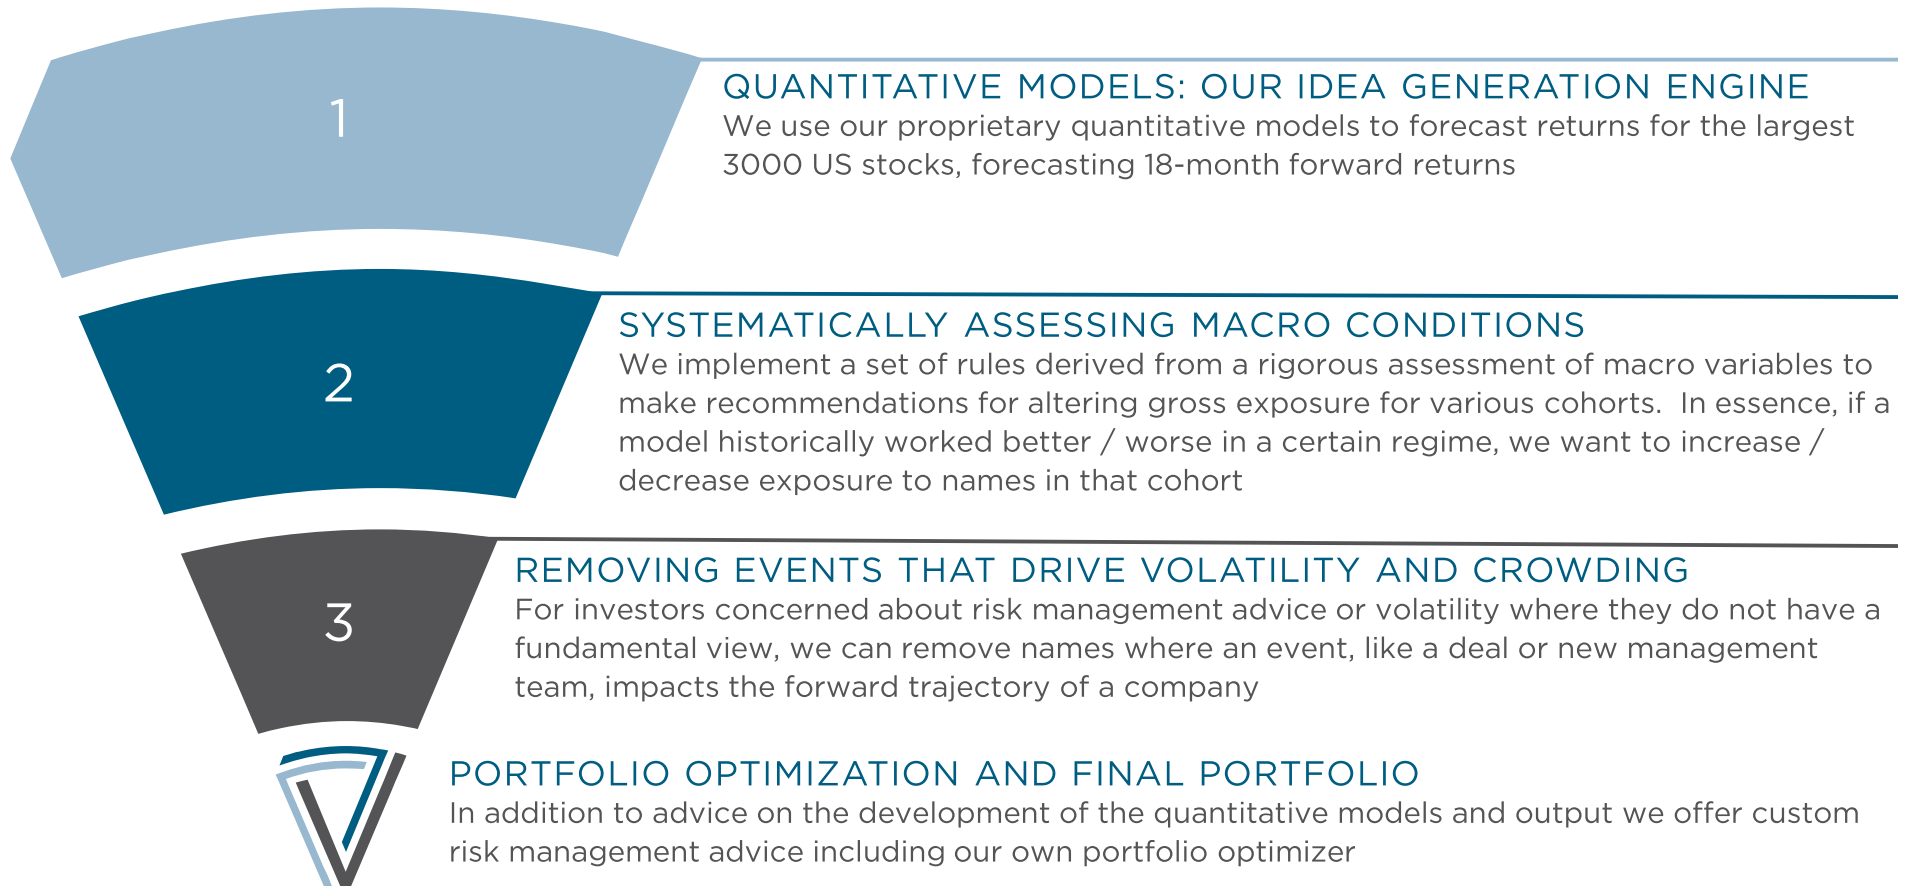 1
QUANTITATIVE MODELS: OUR IDEA GENERATION ENGINE
We use our proprietary quantitative models to forecast returns for the largest
3000 US stocks, forecasting 18-month forward returns
2
SYSTEMATICALLY ASSESSING MACRO CONDITIONS
We implement a set of rules derived from a rigorous assessment of macro variables to
make recommendations for altering gross exposure for various cohorts.  In essence, if a
model historically worked better / worse in a certain regime, we want to increase /
decrease exposure to names in that cohort
3
REMOVING EVENTS THAT DRIVE VOLATILITY AND CROWDING
For investors concerned about risk management advice or volatility where they do not have a
fundamental view, we can remove names where an event, like a deal or new management
team, impacts the forward trajectory of a company
PORTFOLIO OPTIMIZATION AND FINAL PORTFOLIO
In addition to advice on the development of the quantitative models and output we offer custom
risk management advice including our own portfolio optimizer